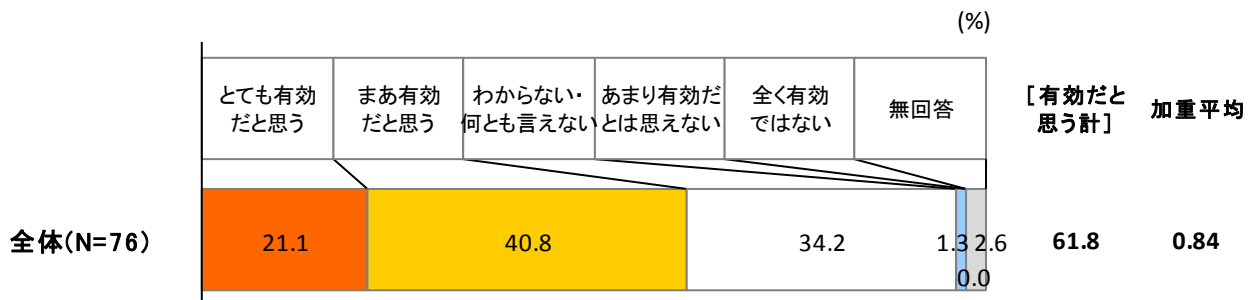 (%)
とても有効
だと思う
まあ有効
だと思う
わからない・
何とも言えない
あまり有効だ
とは思えない
全く有効
ではない
無回答
[有効だと
思う計]
加重平均
全体(N=76)
21.1
40.8
34.2
1.3
0.0
2.6
61.8
0.84